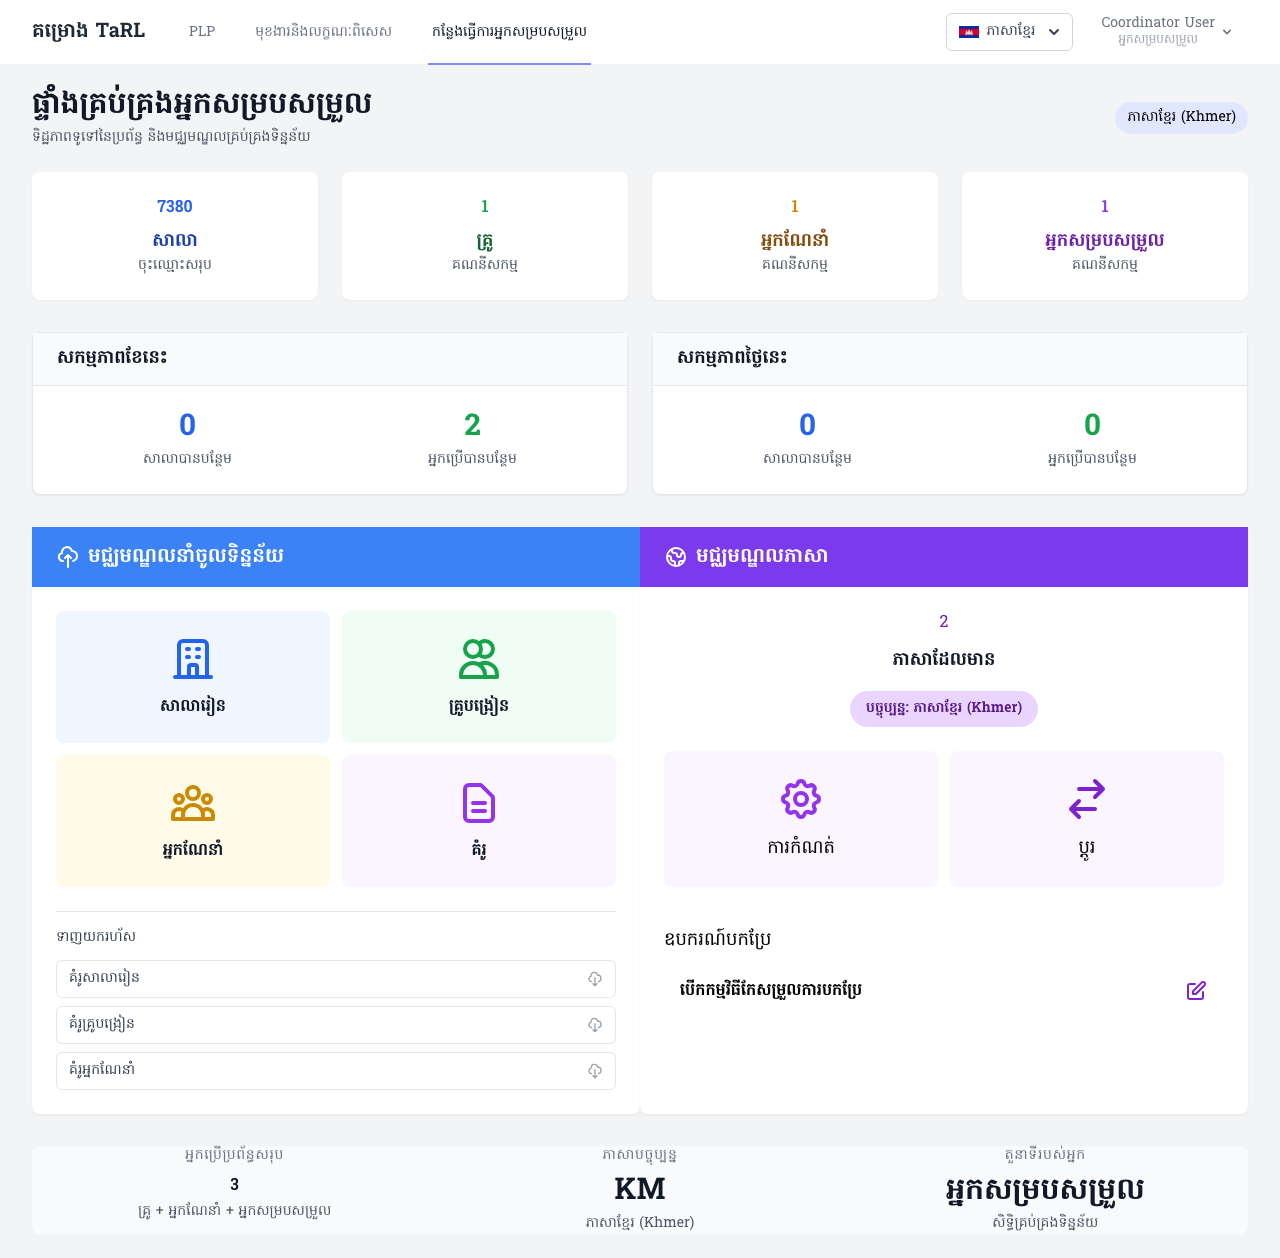 គម្រោង TaRL
PLP
មុខងារនិងលក្ខណៈពិសេស
កន្លែងធ្វើការអ្នកសម្របសម្រួល
ភាសាខ្មែរ
Coordinator User
អ្នកសម្របសម្រួល
ផ្ទាំងគ្រប់គ្រងអ្នកសម្របសម្រួល
ទិដ្ឋភាពទូទៅនៃប្រព័ន្ធ និងមជ្ឈមណ្ឌលគ្រប់គ្រងទិន្នន័យ
ភាសាខ្មែរ (Khmer)
7380
សាលា
ចុះឈ្មោះសរុប
1
គ្រូ
គណនីសកម្ម
1
អ្នកណែនាំ
គណនីសកម្ម
1
អ្នកសម្របសម្រួល
គណនីសកម្ម
សកម្មភាពខែនេះ
0
សាលាបានបន្ថែម
2
អ្នកប្រើបានបន្ថែម
សកម្មភាពថ្ងៃនេះ
0
សាលាបានបន្ថែម
0
អ្នកប្រើបានបន្ថែម
មជ្ឈមណ្ឌលនាំចូលទិន្នន័យ
សាលារៀន
គ្រូបង្រៀន
អ្នកណែនាំ
គំរូ
ទាញយករហ័ស
គំរូសាលារៀន
គំរូគ្រូបង្រៀន
គំរូអ្នកណែនាំ
មជ្ឈមណ្ឌលភាសា
2
ភាសាដែលមាន
បច្ចុប្បន្ន: ភាសាខ្មែរ (Khmer)
ការកំណត់
ប្តូរ
ឧបករណ៍បកប្រែ
បើកកម្មវិធីកែសម្រួលការបកប្រែ
អ្នកប្រើប្រព័ន្ធសរុប
3
គ្រូ + អ្នកណែនាំ + អ្នកសម្របសម្រួល
ភាសាបច្ចុប្បន្ន
KM
ភាសាខ្មែរ (Khmer)
តួនាទីរបស់អ្នក
អ្នកសម្របសម្រួល
សិទ្ធិគ្រប់គ្រងទិន្នន័យ